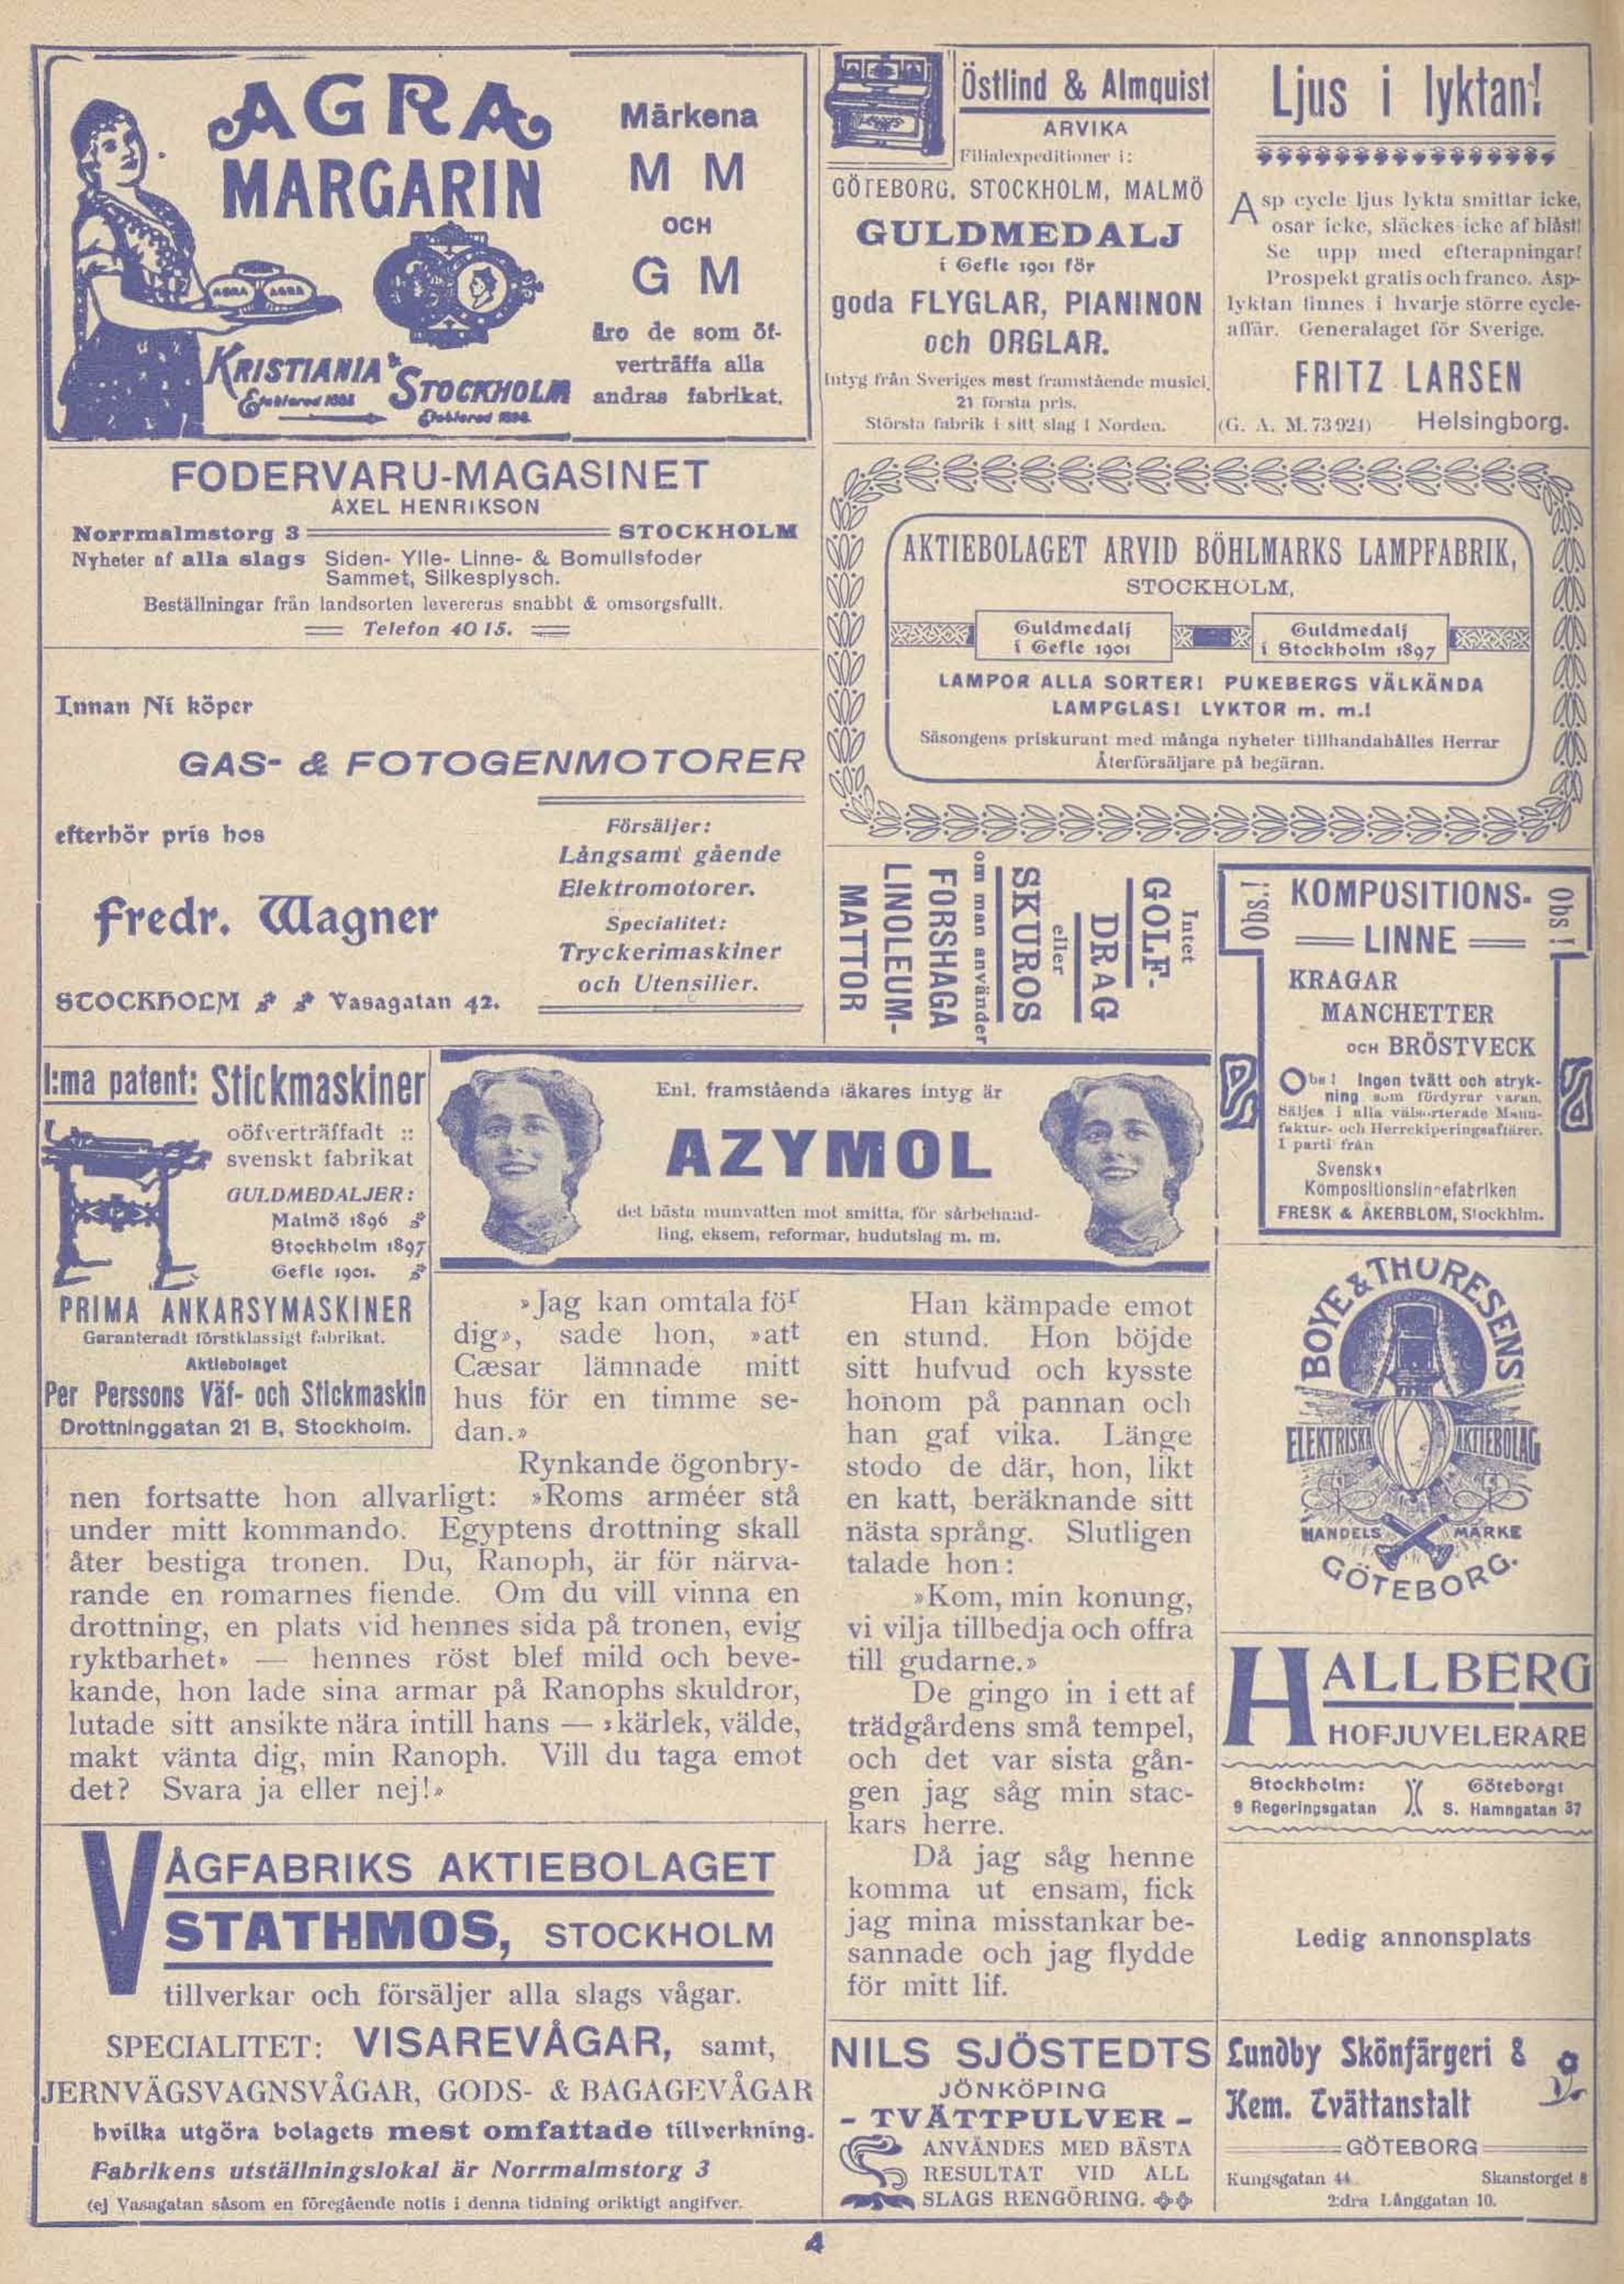 AGRA
MARGARIN
AGRA AGRA
KRISTIANIA & STOCKHOLM
Märkena
M M
OCH
G M
äro de som öf-
verträffa alla
andras fabrikat.
Östlind & Almquist
ARVIKA
Filialexpeditioner i:
GÖTEBORG, STOCKHOLM, MALMÖ
GULDMEDALJ
i Gefle 1901 för
goda FLYGLAR, PIANINON
och ORGLAR.
Intyg från Sveriges mest framstående musici.
21 första pris.
Största fabrik i sitt slag i Norden.
Ljus i lyktan!
Asp cycle ljus lykta smittar icke,
osar icke, släckes icke af blåst!
Se upp med efterapningar!
Prospekt gratis och franco. Asp-
lyktan finnes i hvarje större cycle-
affär. Generalaget för Sverige.
FRITZ LARSEN
(G. A. M. 73 924) Helsingborg.
FODERVARU-MAGASINET
AXEL HENRIKSON
Norrmalmstorg 3 STOCKHOLM
Nyheter af alla slags Siden- Ylle- Linne- & Bomullsfoder
Sammet, Silkesplysch.
Beställningar från landsorten levereras snabbt & omsorgsfullt.
Telefon 40 15.
AKTIEBOLAGET ARVID BÖHLMARKS LAMPFABRIK,
STOCKHOLM,
Guldmedalj
i Gefle 1901
Guldmedalj
i Stockholm 1897
LAMPOR ALLA SORTER! PUKEBERGS VÄLKÄNDA
LAMPGLAS! LYKTOR m. m.!
Säsongens priskurant med många nyheter tillhandahålles Herrar
Återförsäljare på begäran.
Innan Ni köper
GAS- & FOTOGENMOTORER
efterhör pris hos
Fredr. Wagner
STOCKHOLM Vasagatan 42.
Försäljer:
Långsamt gående
Elektromotorer.
Specialitet:
Tryckerimaskiner
och Utensilier.
Intet
GOLF-
DRAG
eller
SKUROS
om man använder
FORSHAGA
LINOLEUM-
MATTOR
Obs.!
KOMPOSITIONS-
LINNE
Obs!
KRAGAR
MANCHETTER
OCH BRÖSTVECK
Obs! Ingen tvätt och stryk-
ning som fördyrar varan.
Säljes i alla välsorterade Manu-
faktur- och Herrekiperingsaffärer.
I parti från
Svenska
Kompositionslinnefabriken
FRESK & ÅKERBLOM, Stockhlm.
I:ma patent: Stickmaskiner
oöfverträffadt ::
svenskt fabrikat
GULDMEDALJER:
Malmö 1896
Stockholm 1897
Gefle 1901.
PRIMA ANKARSYMASKINER
Garanteradt förstklassigt fabrikat.
Aktiebolaget
Per Perssons Väf- och Stickmaskin
Drottninggatan 21 B, Stockholm.
Enl. framstående läkares intyg är
AZYMOL
det bästa munvatten mot smitta, för sårbehand-
ling, eksem, reformar, hudutslag m. m.
»Jag kan omtala för
dig», sade hon, »att
Cæsar lämnade mitt
hus för en timme se-
dan.»
Rynkande ögonbry-
nen fortsatte hon allvarligt: »Roms arméer stå
under mitt kommando. Egyptens drottning skall
åter bestiga tronen. Du, Ranoph, är för närva-
rande en romarnes fiende. Om du vill vinna en
drottning, en plats vid hennes sida på tronen, evig
ryktbarhet» — hennes röst blef mild och beve-
kande, hon lade sina armar på Ranophs skuldror,
lutade sitt ansikte nära intill hans — »kärlek, välde,
makt vänta dig, min Ranoph. Vill du taga emot
det? Svara ja eller nej!»
Han kämpade emot
en stund. Hon böjde
sitt hufvud och kysste
honom på pannan och
han gaf vika. Länge
stodo de där, hon, likt
en katt, beräknande sitt
nästa språng. Slutligen
talade hon:
»Kom, min konung,
vi vilja tillbedja och offra
till gudarne.»
De gingo in i ett af
trädgårdens små tempel,
och det var sista gån-
gen jag såg min stac-
kars herre.
Då jag såg henne
komma ut ensam, fick
jag mina misstankar be-
sannade och jag flydde
för mitt lif.
BOYE & THORESENS
ELEKTRISKA AKTIEBOLAG
HANDELS MÄRKE
GÖTEBORG.
HALLBERG
HOFJUVELERARE
Stockholm:
9 Regeringsgatan
Göteborg:
S. Hamngatan 37
Ledig annonsplats
VÅGFABRIKS AKTIEBOLAGET
STATHMOS, STOCKHOLM
tillverkar och försäljer alla slags vågar.
SPECIALITET: VISAREVÅGAR, samt,
JERNVÄGSVAGNSVÅGAR, GODS- & BAGAGEVÅGAR
hvilka utgöra bolagets mest omfattade tillverkning.
Fabrikens utställningslokal är Norrmalmstorg 3
(ej Vasagatan såsom en föregående notis i denna tidning oriktigt angifver.
NILS SJÖSTEDTS
JÖNKÖPING
- TVÄTTPULVER -
ANVÄNDES MED BÄSTA
RESULTAT VID ALL
SLAGS RENGÖRING.
Lundby Skönfärgeri &
Kem. Tvättanstalt
GÖTEBORG
Kungsgatan 44 Skanstorget 8
2:dra Långgatan 10.
4